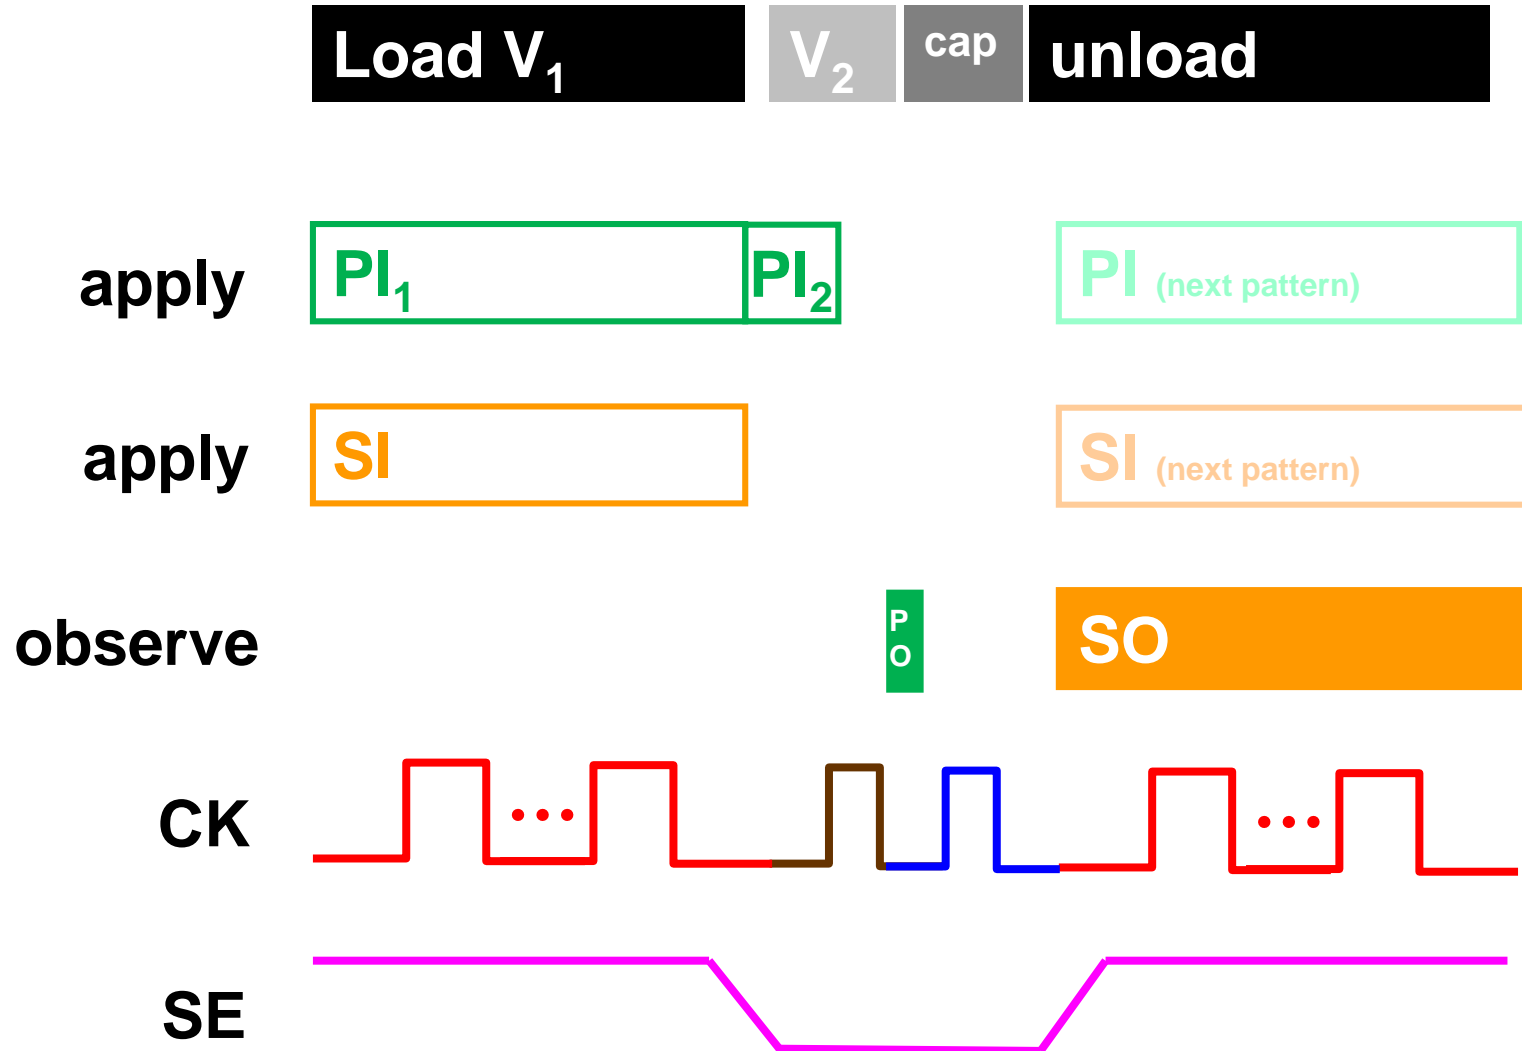 Load V₁ V₂ cap unload
apply PI₁ PI₂ PI (next pattern)
apply SI SI (next pattern)
observe P O SO
CK
SE